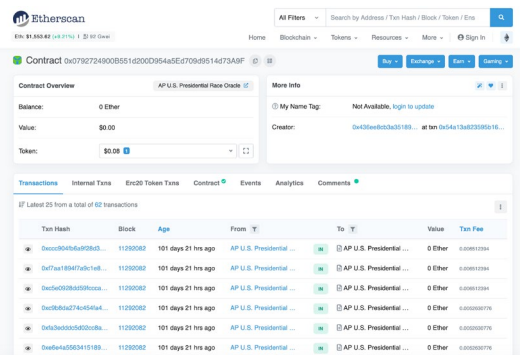 Etherscan
All Filters
Search by Address / Txn Hash / Block / Token / Ens
Eth: $1,553.62 (+0.21%) | 92 Gwei
Home Blockchain Tokens Resources More Sign In
Contract 0x0792724900B551d200D954a5Ed709d9514d73A9F
Buy Exchange Earn Gaming
Contract Overview
AP U.S. Presidential Race Oracle
More Info
Balance:
0 Ether
My Name Tag:
Not Available, login to update
Value:
$0.00
Creator:
at txn
Token:
$0.08 1
Transactions Internal Txns Erc20 Token Txns Contract Events Analytics Comments
Latest 25 from a total of 62 transactions
Txn Hash Block Age From To Value Txn Fee
11292082 101 days 21 hrs ago AP U.S. Presidential ... IN AP U.S. Presidential ... 0 Ether
11292082 101 days 21 hrs ago AP U.S. Presidential ... IN AP U.S. Presidential ... 0 Ether
11292082 101 days 21 hrs ago AP U.S. Presidential ... IN AP U.S. Presidential ... 0 Ether
11292082 101 days 21 hrs ago AP U.S. Presidential ... IN AP U.S. Presidential ... 0 Ether
11292082 101 days 21 hrs ago AP U.S. Presidential ... IN AP U.S. Presidential ... 0 Ether
11292082 101 days 21 hrs ago AP U.S. Presidential ... IN AP U.S. Presidential ... 0 Ether